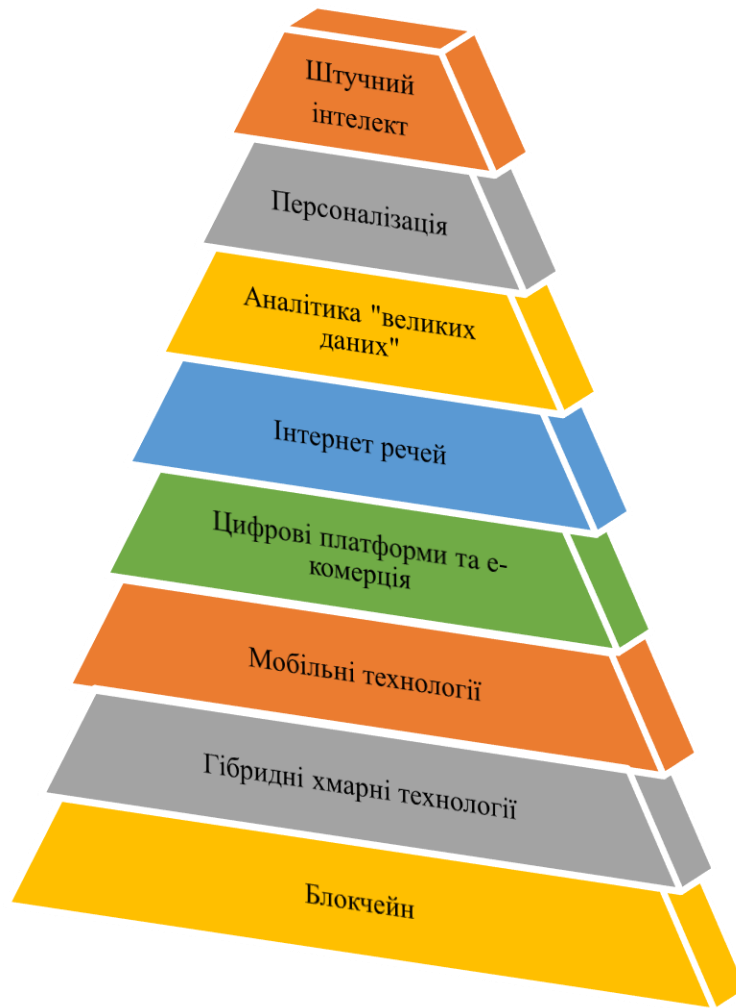 Штучний
інтелект
Персоналізація
Аналітика "великих
даних"
Інтернет речей
Цифрові платформи та е-
комерція
Мобільні технології
Гібридні хмарні технології
Блокчейн